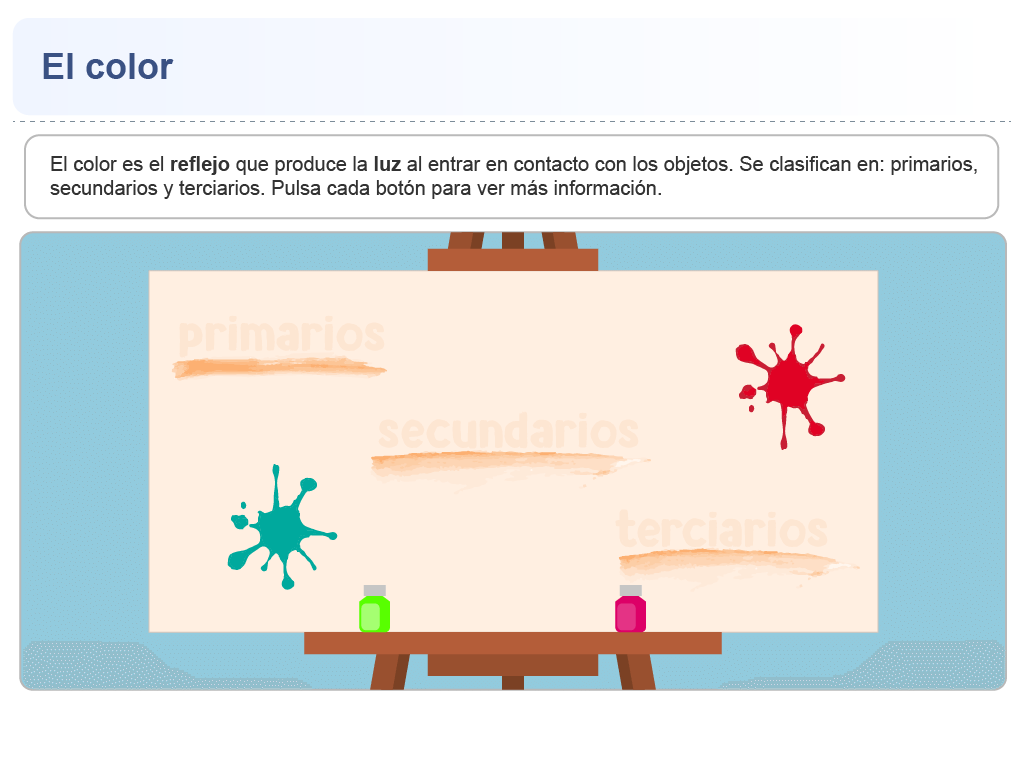 El color
El color es el reflejo que produce la luz al entrar en contacto con los objetos. Se clasifican en: primarios,
secundarios y terciarios. Pulsa cada botón para ver más información.
primarios
secundarios
terciarios